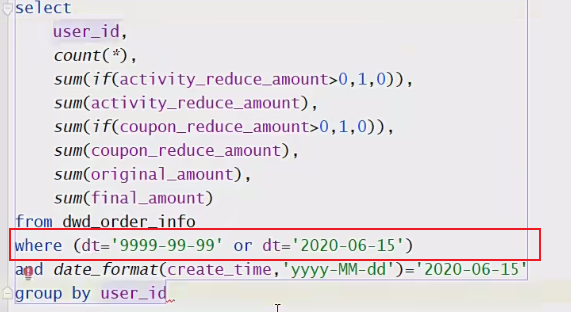 select
user_id,
count(*),
sum(if(activity_reduce_amount>0,1,0)),
sum(activity_reduce_amount),
sum(if(coupon_reduce_amount>0,1,0)),
sum(coupon_reduce_amount),
sum(original_amount),
sum(final_amount)
from dwd_order_info
where (dt='9999-99-99' or dt='2020-06-15')
and date_format(create_time,'yyyy-MM-dd')='2020-06-15'
group by user_id